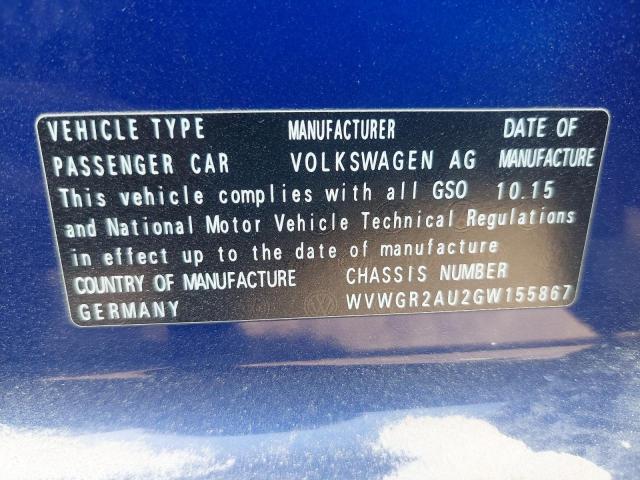 VEHICLE TYPE MANUFACTURER DATE OF
PASSENGER CAR VOLKSWAGEN AG MANUFACTURE
This vehicle complies with all GSO 10.15
and National Motor Vehicle Technical Regulations
in effect up to the date of manufacture
COUNTRY OF MANUFACTURE CHASSIS NUMBER
GERMANY WVWGR2AU2GW155867